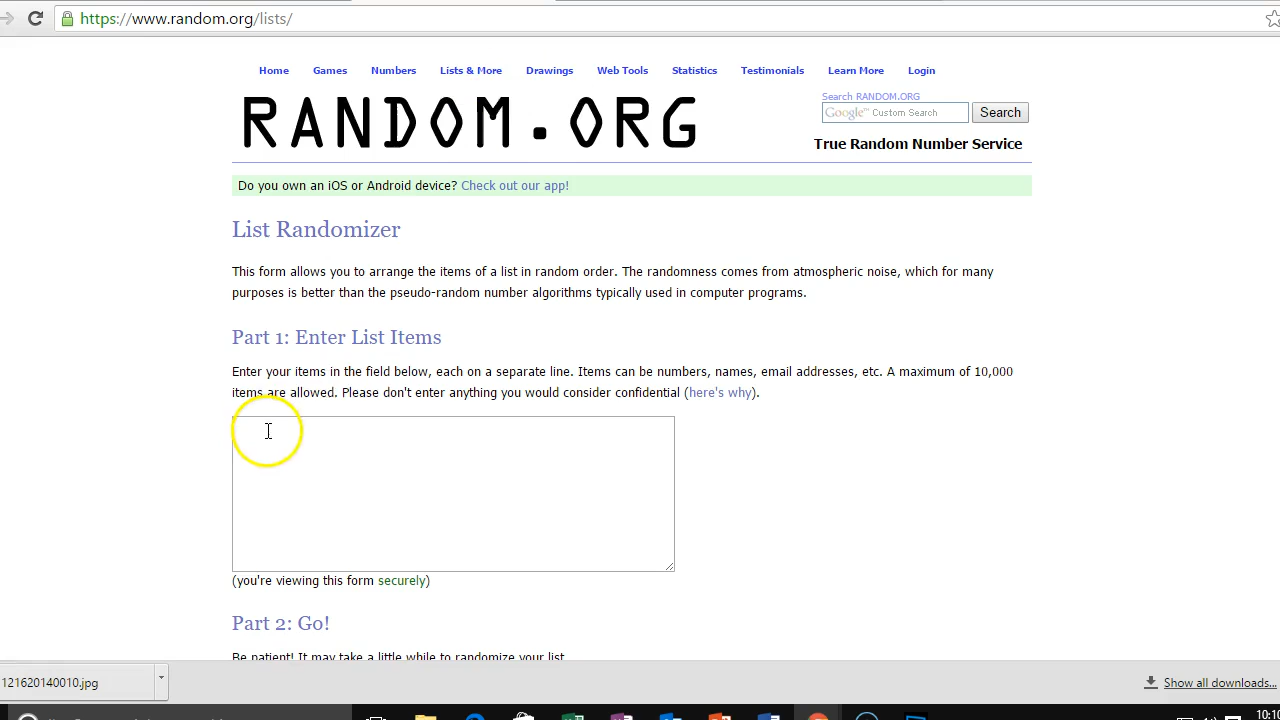 https://www.random.org/lists/
Home Games Numbers Lists & More Drawings Web Tools Statistics Testimonials Learn More Login
RANDOM.ORG
Search RANDOM.ORG
Google™ Custom Search Search
True Random Number Service
Do you own an iOS or Android device? Check out our app!
List Randomizer
This form allows you to arrange the items of a list in random order. The randomness comes from atmospheric noise, which for many
purposes is better than the pseudo-random number algorithms typically used in computer programs.
Part 1: Enter List Items
Enter your items in the field below, each on a separate line. Items can be numbers, names, email addresses, etc. A maximum of 10,000
items are allowed. Please don't enter anything you would consider confidential (here's why).
(you're viewing this form securely)
Part 2: Go!
Be patient! It may take a little while to randomize your list
121620140010.jpg
Show all downloads...